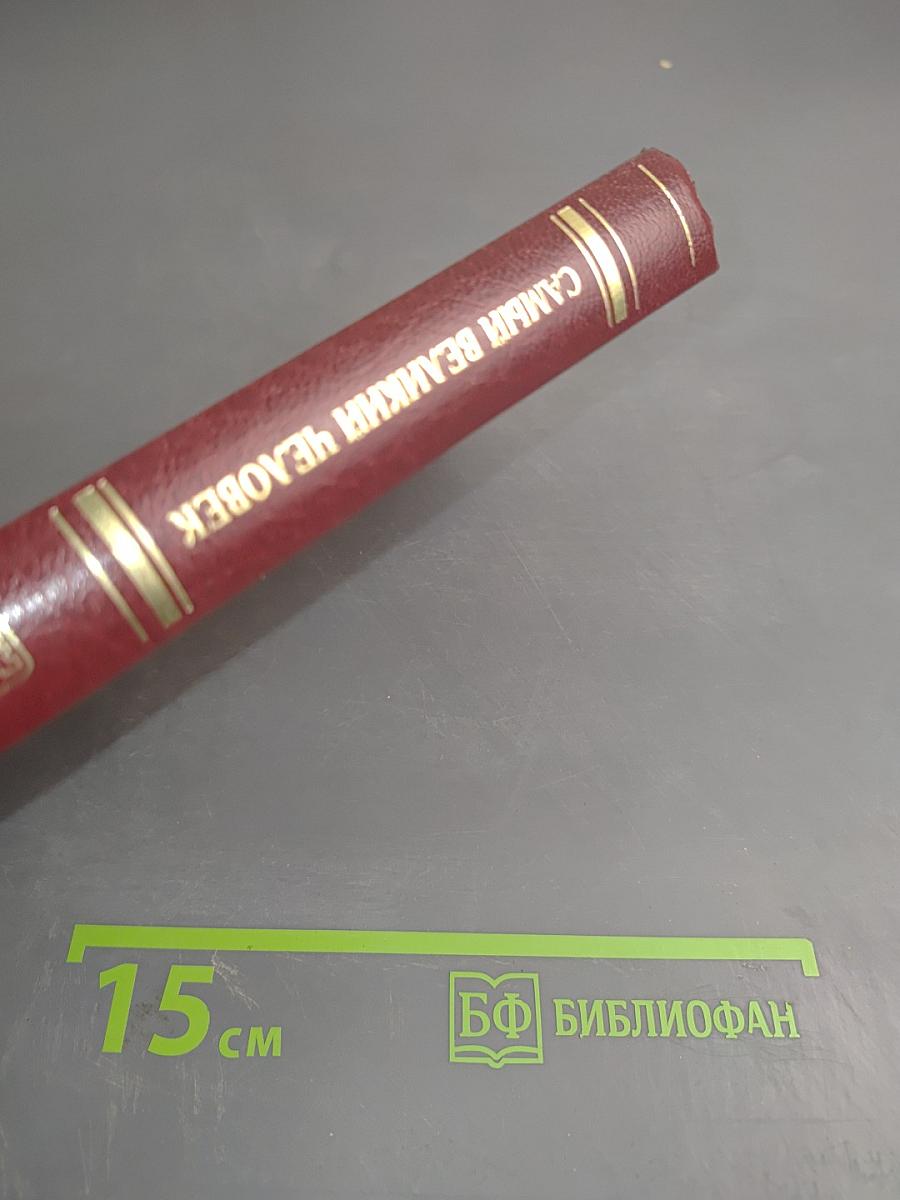 САМЫЙ ВЕЛИКИЙ ЧЕЛОВЕК
15 см
БФ БИБЛИОФАН